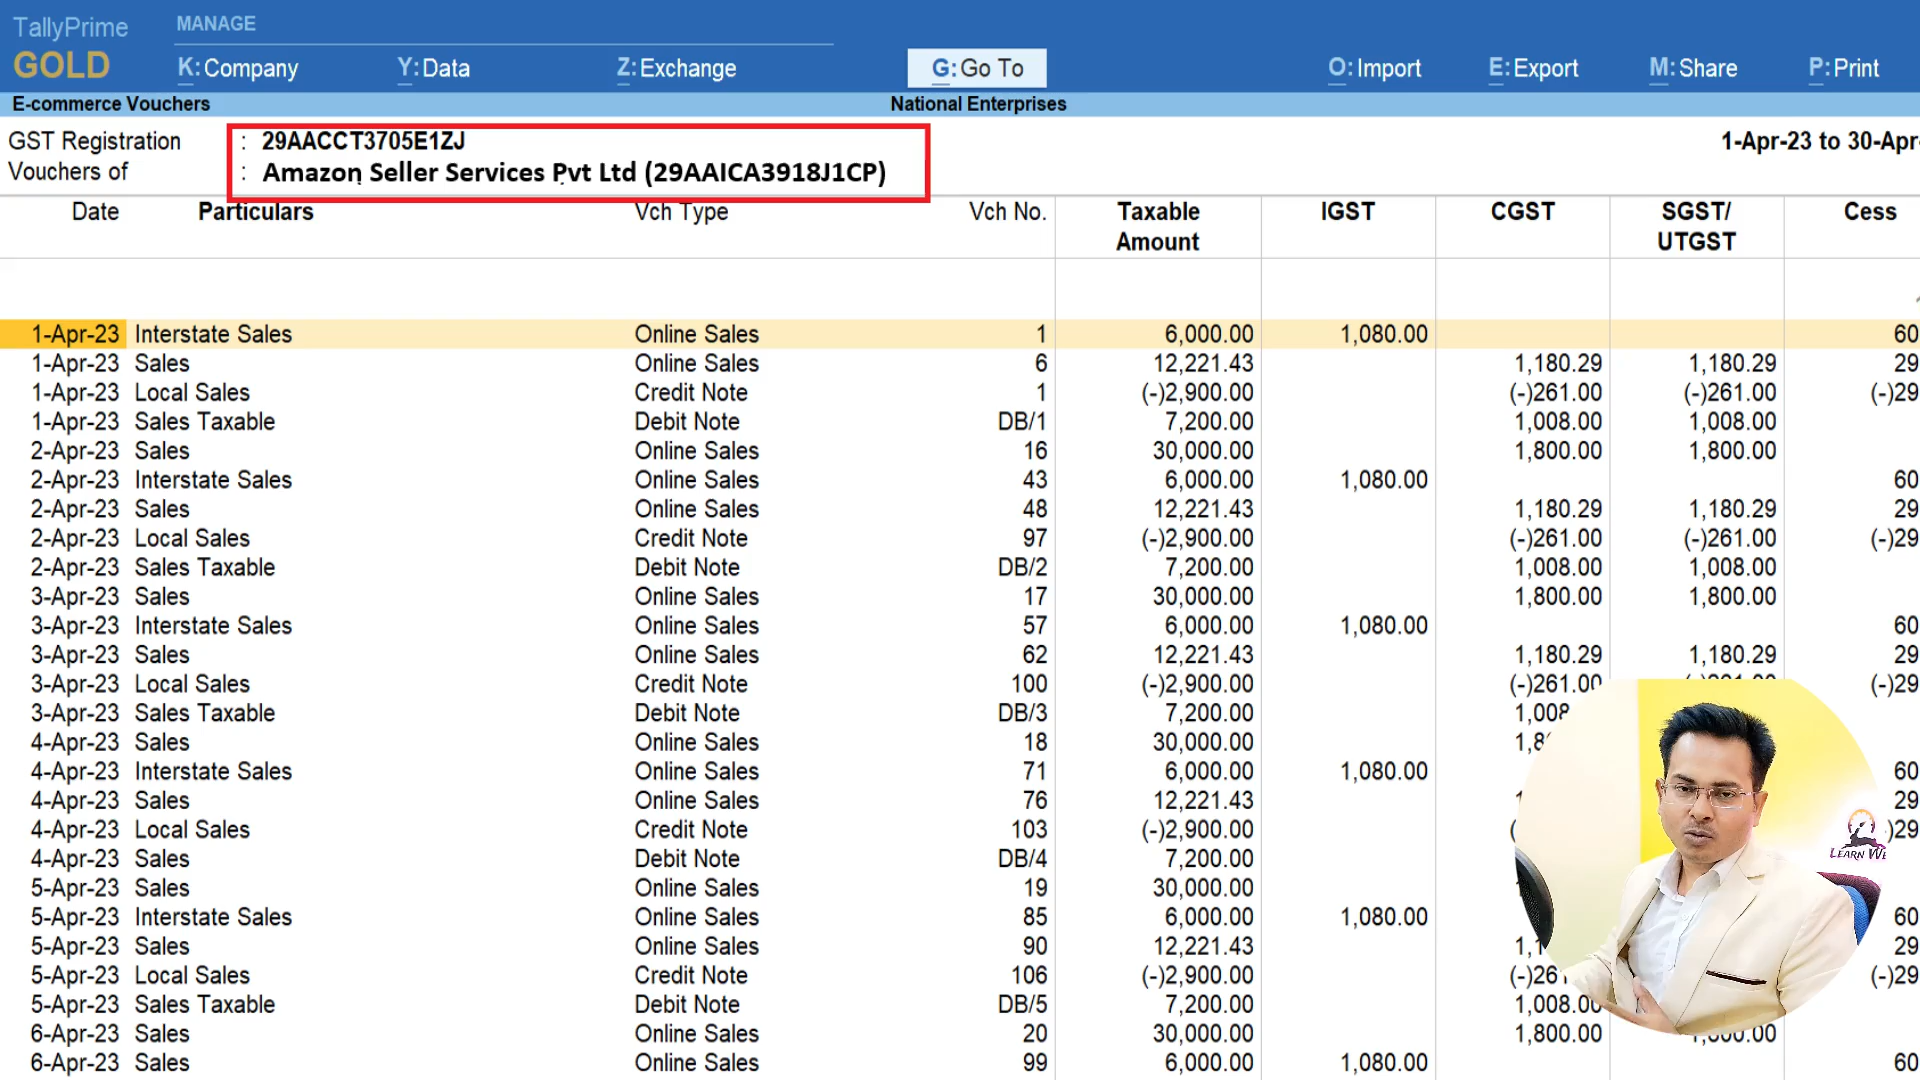 TallyPrime
GOLD
MANAGE
K: Company
Y: Data
Z: Exchange
G: Go To
O: Import
E: Export
M: Share
P: Print
E-commerce Vouchers
National Enterprises
GST Registration : 29AACCT3705E1ZJ
1-Apr-23 to 30-Apr-
Vouchers of : Amazon Seller Services Pvt Ltd (29AAICA3918J1CP)
Date Particulars Vch Type Vch No. Taxable Amount IGST CGST SGST/ UTGST Cess
1-Apr-23 Interstate Sales Online Sales 1 6,000.00 1,080.00 60
1-Apr-23 Sales Online Sales 6 12,221.43 1,180.29 1,180.29 29
1-Apr-23 Local Sales Credit Note 1 (-)2,900.00 (-)261.00 (-)261.00 (-)29
1-Apr-23 Sales Taxable Debit Note DB/1 7,200.00 1,008.00 1,008.00
2-Apr-23 Sales Online Sales 16 30,000.00 1,800.00 1,800.00
2-Apr-23 Interstate Sales Online Sales 43 6,000.00 1,080.00 60
2-Apr-23 Sales Online Sales 48 12,221.43 1,180.29 1,180.29 29
2-Apr-23 Local Sales Credit Note 97 (-)2,900.00 (-)261.00 (-)261.00 (-)29
2-Apr-23 Sales Taxable Debit Note DB/2 7,200.00 1,008.00 1,008.00
3-Apr-23 Sales Online Sales 17 30,000.00 1,800.00 1,800.00
3-Apr-23 Interstate Sales Online Sales 57 6,000.00 1,080.00 60
3-Apr-23 Sales Online Sales 62 12,221.43 1,180.29 1,180.29 29
3-Apr-23 Local Sales Credit Note 100 (-)2,900.00 (-)261.00 (-)29
3-Apr-23 Sales Taxable Debit Note DB/3 7,200.00 1,008
4-Apr-23 Sales Online Sales 18 30,000.00 1,8
4-Apr-23 Interstate Sales Online Sales 71 6,000.00 1,080.00 60
4-Apr-23 Sales Online Sales 76 12,221.43 29
4-Apr-23 Local Sales Credit Note 103 (-)2,900.00 )29
4-Apr-23 Sales Debit Note DB/4 7,200.00
5-Apr-23 Sales Online Sales 19 30,000.00
5-Apr-23 Interstate Sales Online Sales 85 6,000.00 1,080.00 60
5-Apr-23 Sales Online Sales 90 12,221.43 1,1 29
5-Apr-23 Local Sales Credit Note 106 (-)2,900.00 (-)261 (-)29
5-Apr-23 Sales Taxable Debit Note DB/5 7,200.00 1,008.00
6-Apr-23 Sales Online Sales 20 30,000.00 1,800.00
6-Apr-23 Sales Online Sales 99 6,000.00 1,080.00 60
LEARN WE